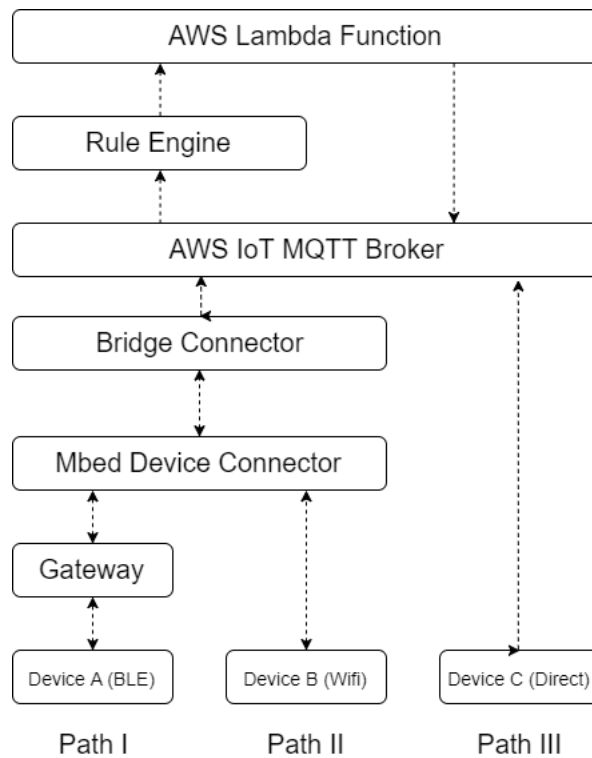 AWS Lambda Function
Rule Engine
AWS IoT MQTT Broker
Bridge Connector
Mbed Device Connector
Gateway
Device A (BLE)
Device B (Wifi)
Device C (Direct)
Path I
Path II
Path III